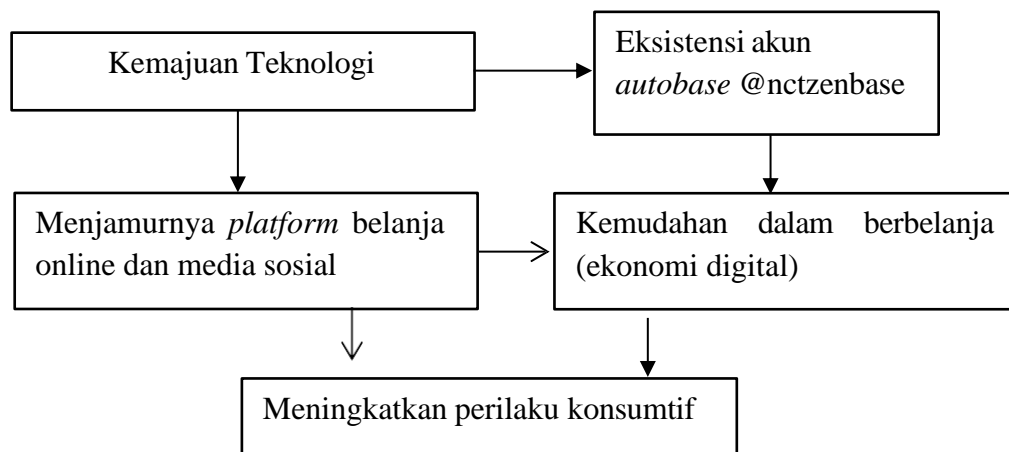 Kemajuan Teknologi
Eksistensi akun
autobase @nctzenbase
Menjamurnya platform belanja
online dan media sosial
Kemudahan dalam berbelanja
(ekonomi digital)
Meningkatkan perilaku konsumtif